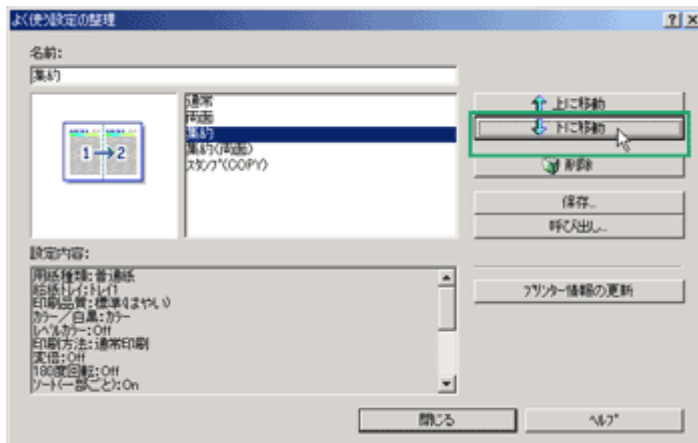 よく使う設定の整理
名前:
集約
通常
両面
集約
集約(両面)
スタンプ(COPY)
1→2
上に移動
下に移動
削除
保存...
呼び出し...
プリンター情報の更新
設定内容:
用紙種類:普通紙
給紙トレイ:トレイ1
印刷品質:標準(はやい)
カラー/白黒:カラー
レベルカラー:Off
印刷方法:通常印刷
変倍:Off
180度回転:Off
ソート(一部ごと):On
閉じる
ヘルプ